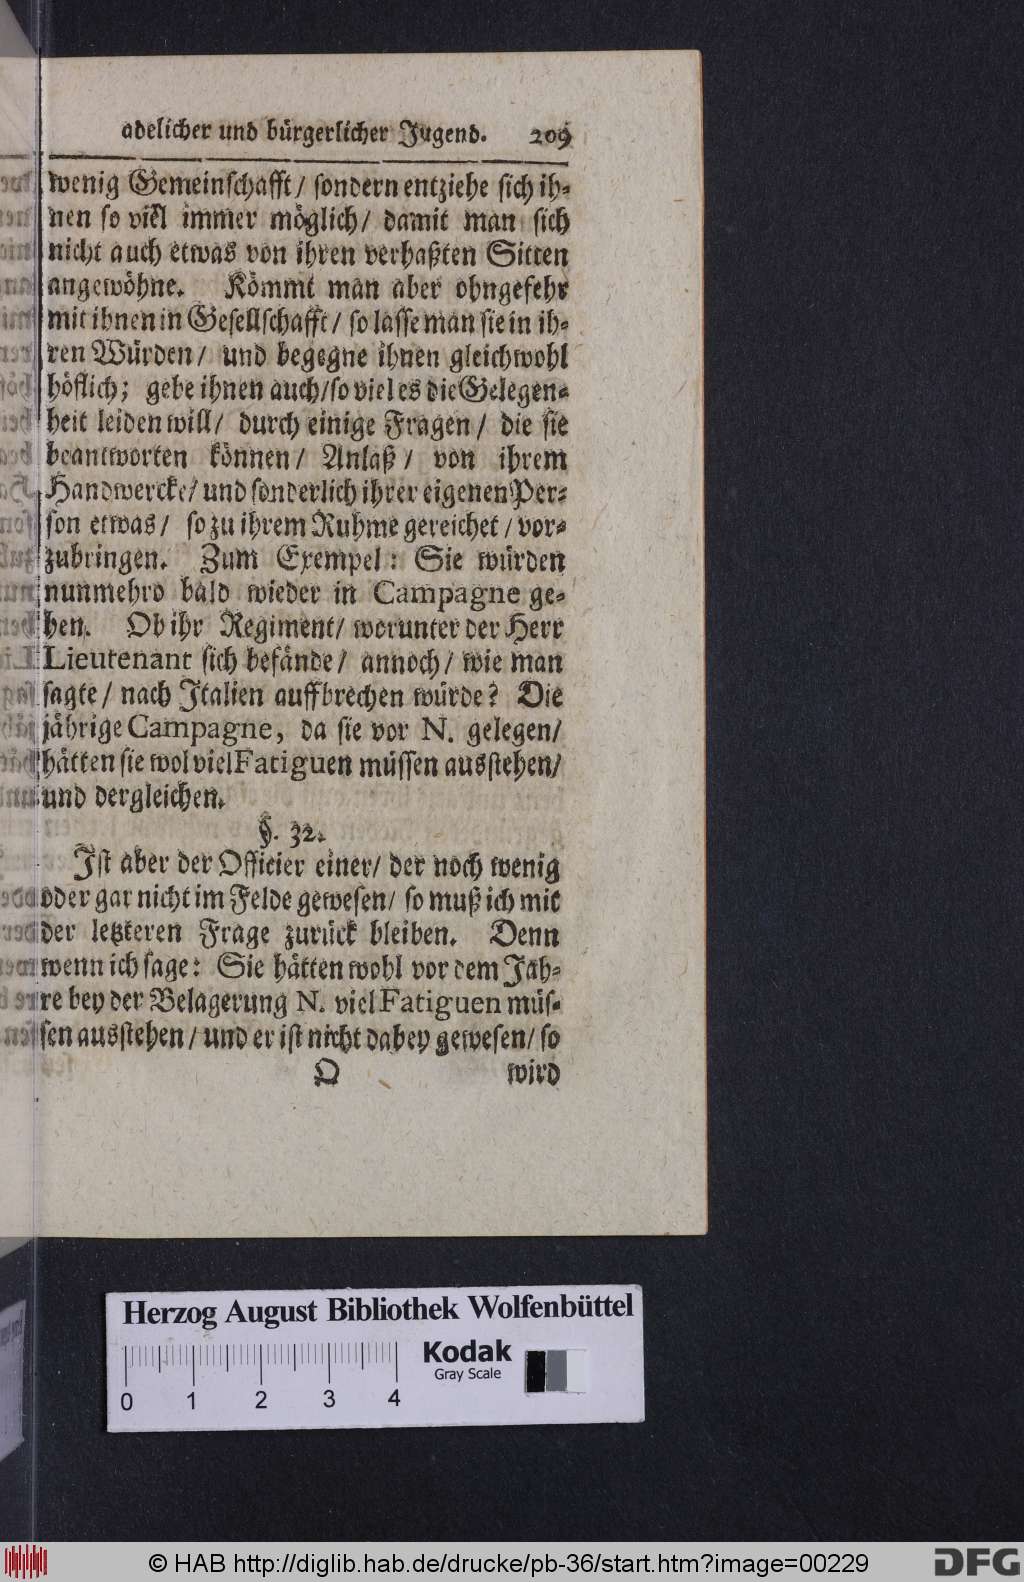 adelicher und bürgerlicher Jugend. 209
wenig Gemeinschafft / sondern entziehe sich ih-
nen so viel immer möglich / damit man sich
nicht auch etwas von ihren verhaßten Sitten
angewöhne. Kömmt man aber ohngefehr
mit ihnen in Gesellschafft / so lasse man sie in ih-
ren Würden / und begegne ihnen gleichwohl
höflich; gebe ihnen auch / so viel es die Gelegen-
heit leiden will / durch einige Fragen / die sie
beantworten können / Anlaß / von ihrem
Handwercke / und sonderlich ihrer eigenen Per-
son etwas / so zu ihrem Ruhme gereichet / vor-
zubringen. Zum Exempel: Sie würden
nunmehro bald wieder in Campagne ge-
hen. Ob ihr Regiment / worunter der Herr
Lieutenant sich befände / annoch / wie man
sagte / nach Italien auffbrechen würde? Die
jährige Campagne, da sie vor N. gelegen /
hätten sie wol viel Fatiguen müssen ausstehen /
und dergleichen.
§. 32.
Ist aber der Officier einer / der noch wenig
oder gar nicht im Felde gewesen / so muß ich mit
der letzteren Frage zurück bleiben. Denn
wenn ich sage: Sie hätten wohl vor dem Jah-
re bey der Belagerung N. viel Fatiguen müs-
sen ausstehen / und er ist nicht dabey gewesen / so
O wird
Herzog August Bibliothek Wolfenbüttel
Kodak
Gray Scale
0 1 2 3 4
© HAB http://diglib.hab.de/drucke/pb-36/start.htm?image=00229
DFG